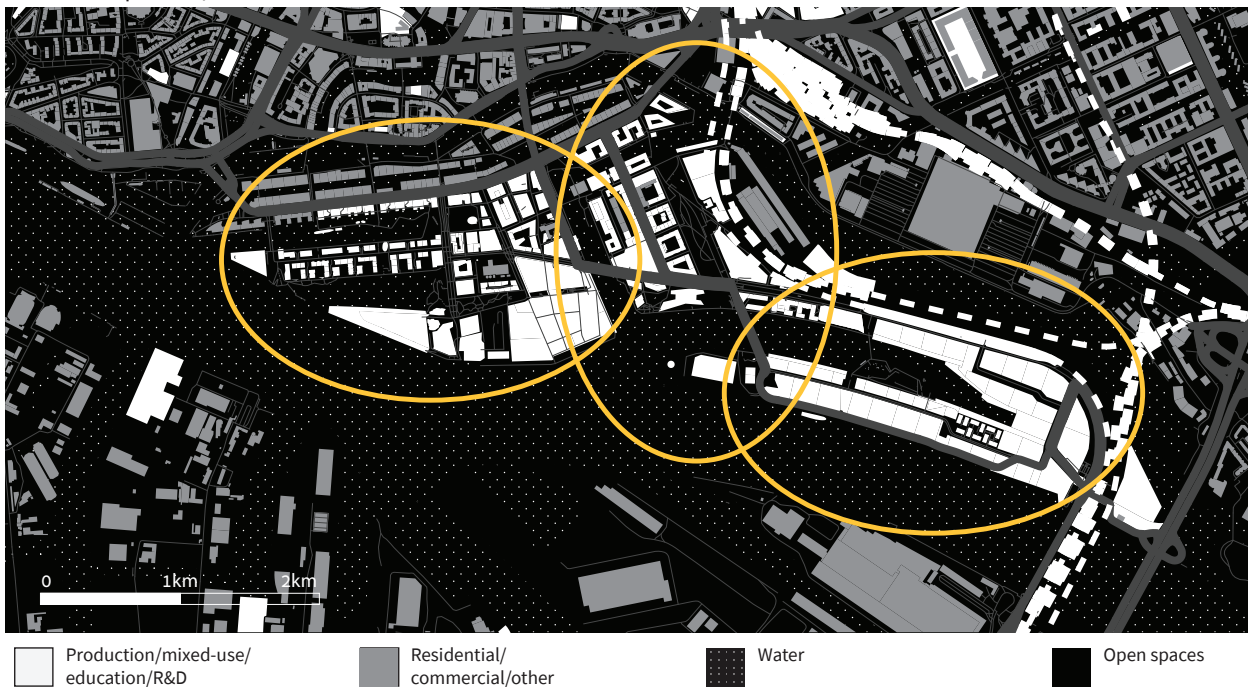 0 1km 2km
Production/mixed-use/
education/R&D
Residential/
commercial/other
Water
Open spaces